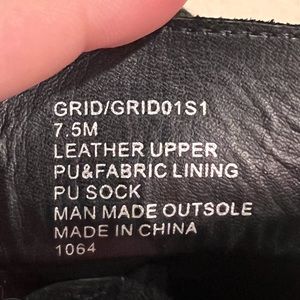 GRID/GRID01S1
7.5M
LEATHER UPPER
PU&FABRIC LINING
PU SOCK
MAN MADE OUTSOLE
MADE IN CHINA
1064